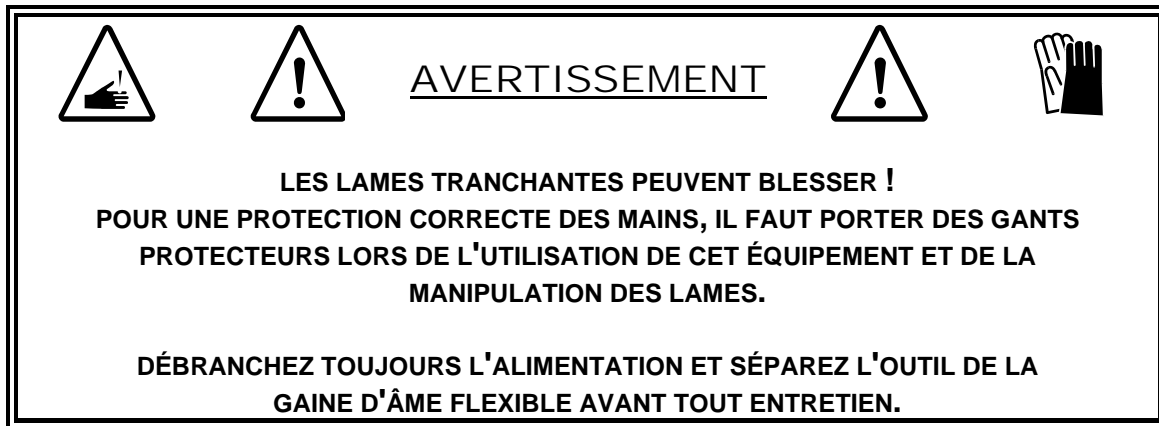 AVERTISSEMENT
LES LAMES TRANCHANTES PEUVENT BLESSER !
POUR UNE PROTECTION CORRECTE DES MAINS, IL FAUT PORTER DES GANTS
PROTECTEURS LORS DE L'UTILISATION DE CET ÉQUIPEMENT ET DE LA
MANIPULATION DES LAMES.
DÉBRANCHEZ TOUJOURS L'ALIMENTATION ET SÉPAREZ L'OUTIL DE LA
GAINE D'ÂME FLEXIBLE AVANT TOUT ENTRETIEN.